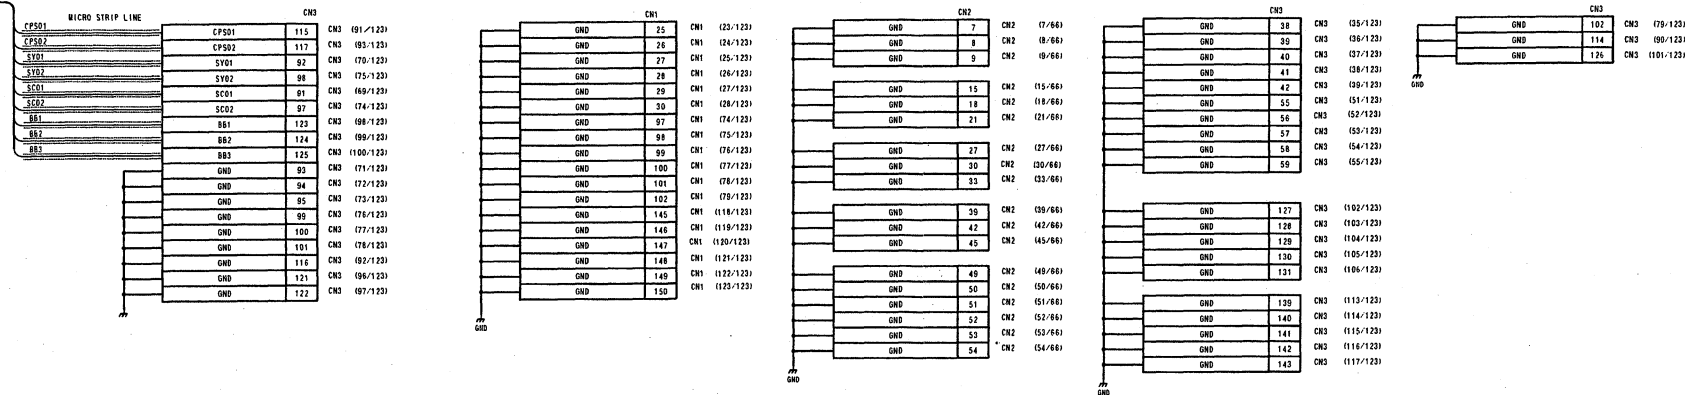 MICRO STRIP LINE
CN3
CPSO1 CPSO1 115 CN3 (91/123)
CPSO2 CPSO2 117 CN3 (93/123)
SYO1 SYO1 92 CN3 (70/123)
SYO2 SYO2 98 CN3 (75/123)
SCO1 SCO1 91 CN3 (69/123)
SCO2 SCO2 97 CN3 (74/123)
BB1 BB1 123 CN3 (98/123)
BB2 BB2 124 CN3 (99/123)
BB3 BB3 125 CN3 (100/123)
GND 93 CN3 (71/123)
GND 94 CN3 (72/123)
GND 95 CN3 (73/123)
GND 99 CN3 (76/123)
GND 100 CN3 (77/123)
GND 101 CN3 (78/123)
GND 116 CN3 (92/123)
GND 121 CN3 (96/123)
GND 122 CN3 (97/123)
CN1
GND 25 CN1 (23/123)
GND 26 CN1 (24/123)
GND 27 CN1 (25/123)
GND 28 CN1 (26/123)
GND 29 CN1 (27/123)
GND 30 CN1 (28/123)
GND 97 CN1 (74/123)
GND 98 CN1 (75/123)
GND 99 CN1 (76/123)
GND 100 CN1 (77/123)
GND 101 CN1 (78/123)
GND 102 CN1 (79/123)
GND 145 CN1 (118/123)
GND 146 CN1 (119/123)
GND 147 CN1 (120/123)
GND 148 CN1 (121/123)
GND 149 CN1 (122/123)
GND 150 CN1 (123/123)
GND
CN2
GND 7 CN2 (7/66)
GND 8 CN2 (8/66)
GND 9 CN2 (9/66)
GND 15 CN2 (15/66)
GND 18 CN2 (18/66)
GND 21 CN2 (21/66)
GND 27 CN2 (27/66)
GND 30 CN2 (30/66)
GND 33 CN2 (33/66)
GND 39 CN2 (39/66)
GND 42 CN2 (42/66)
GND 45 CN2 (45/66)
GND 49 CN2 (49/66)
GND 50 CN2 (50/66)
GND 51 CN2 (51/66)
GND 52 CN2 (52/66)
GND 53 CN2 (53/66)
GND 54 CN2 (54/66)
GND
CN3
GND 38 CN3 (35/123)
GND 39 CN3 (36/123)
GND 40 CN3 (37/123)
GND 41 CN3 (38/123)
GND 42 CN3 (39/123)
GND 55 CN3 (51/123)
GND 56 CN3 (52/123)
GND 57 CN3 (53/123)
GND 58 CN3 (54/123)
GND 59 CN3 (55/123)
GND 127 CN3 (102/123)
GND 128 CN3 (103/123)
GND 129 CN3 (104/123)
GND 130 CN3 (105/123)
GND 131 CN3 (106/123)
GND 139 CN3 (113/123)
GND 140 CN3 (114/123)
GND 141 CN3 (115/123)
GND 142 CN3 (116/123)
GND 143 CN3 (117/123)
GND
CN3
GND 102 CN3 (79/123)
GND 114 CN3 (90/123)
GND 126 CN3 (101/123)
GND